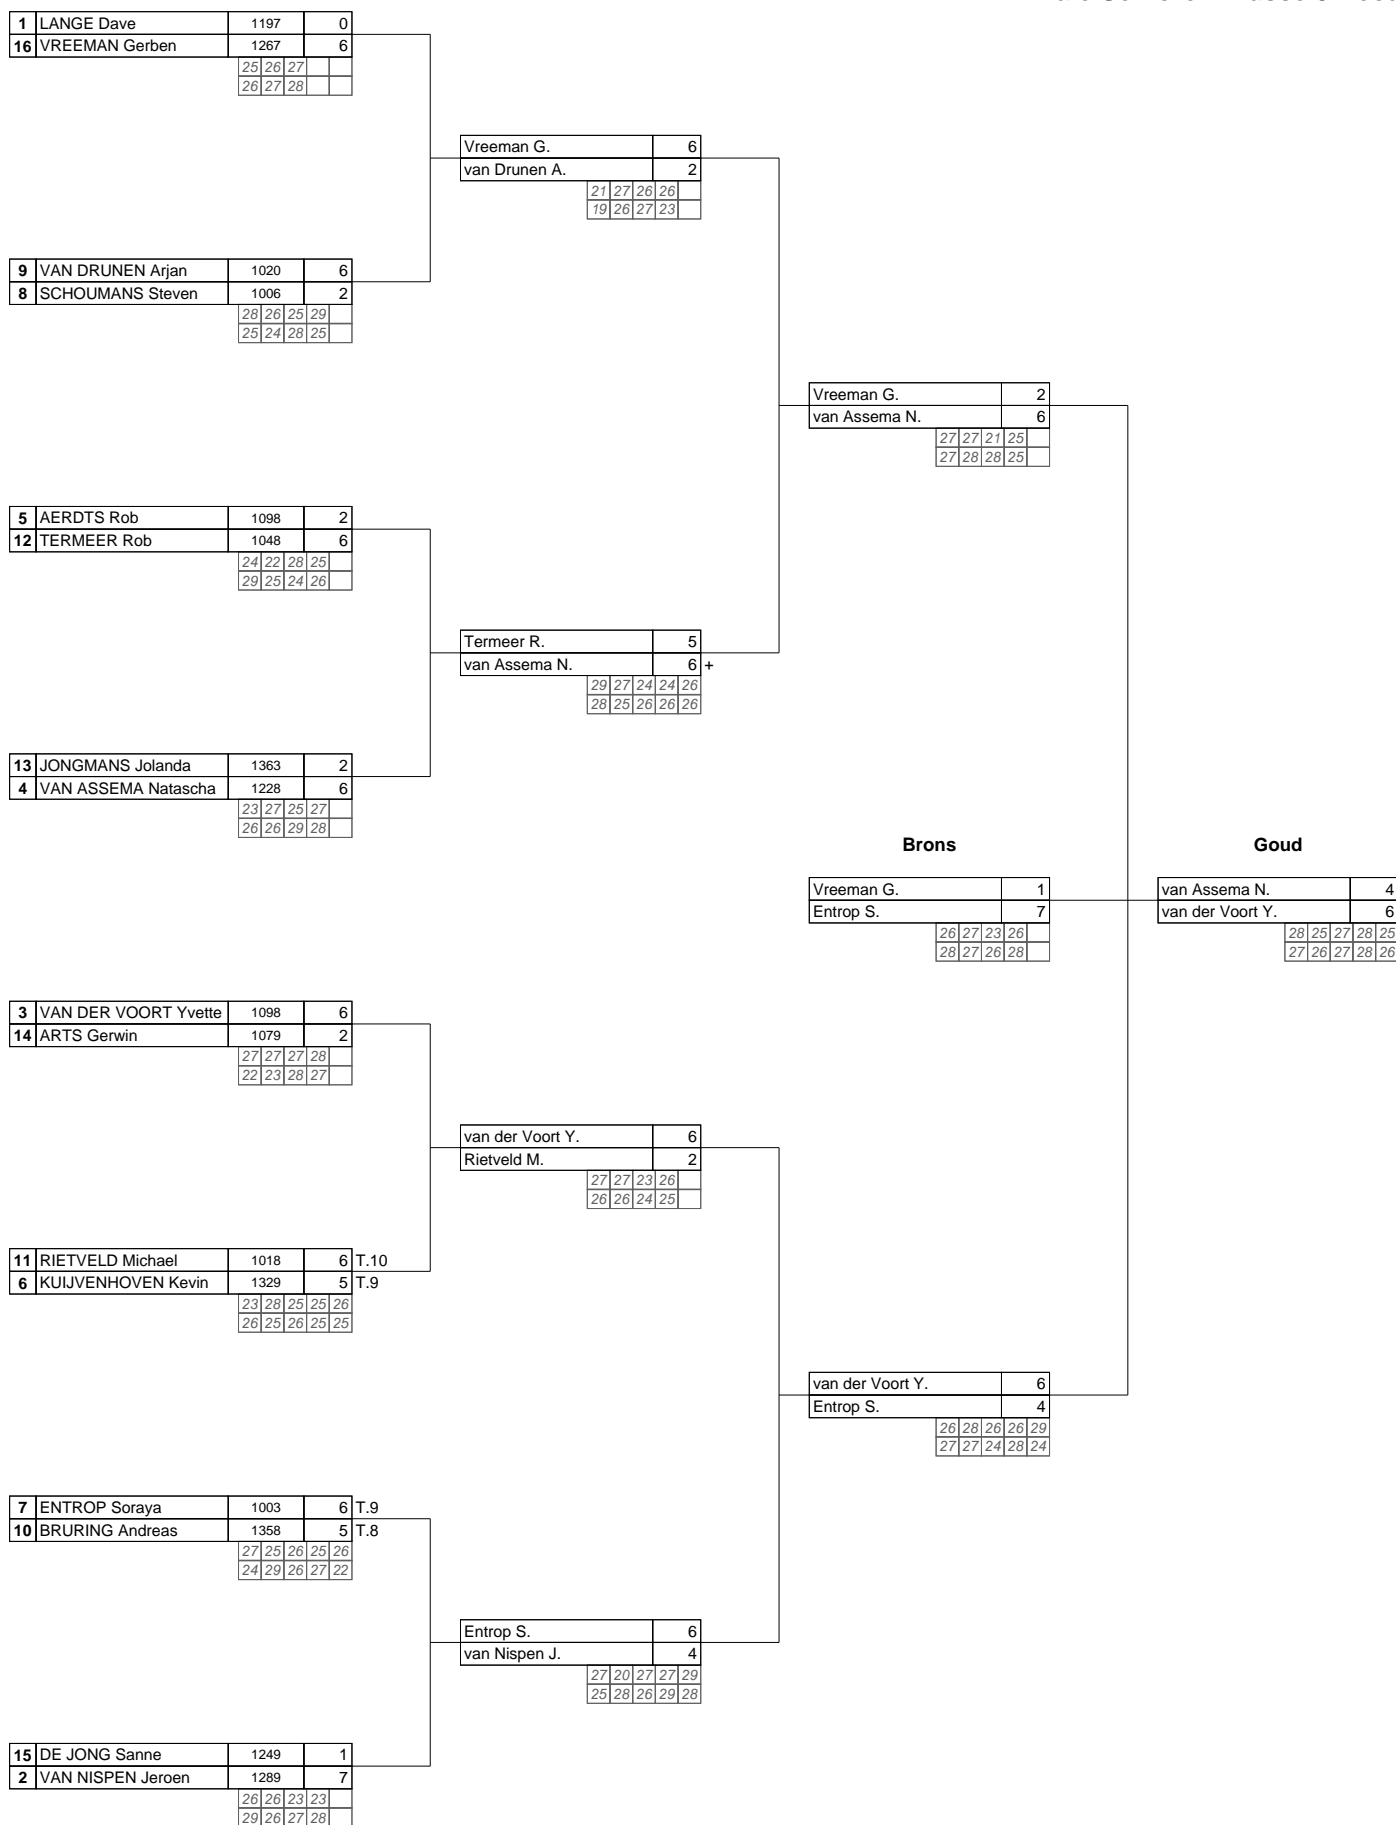 1 LANGE Dave 1197 0
16 VREEMAN Gerben 1267 6
25 26 27
26 27 28
Vreeman G. 6
van Drunen A. 2
21 27 26 26
19 26 27 23
9 VAN DRUNEN Arjan 1020 6
8 SCHOUMANS Steven 1006 2
28 26 25 29
25 24 28 25
Vreeman G. 2
van Assema N. 6
27 27 21 25
27 28 28 25
5 AERDTS Rob 1098 2
12 TERMEER Rob 1048 6
24 22 28 25
29 25 24 26
Termeer R. 5
van Assema N. 6 +
29 27 24 24 26
28 25 26 26 26
13 JONGMANS Jolanda 1363 2
4 VAN ASSEMA Natascha 1228 6
23 27 25 27
26 26 29 28
Brons Goud
Vreeman G. 1
Entrop S. 7
26 27 23 26
28 27 26 28
van Assema N. 4
van der Voort Y. 6
28 25 27 28 25
27 26 27 28 26
3 VAN DER VOORT Yvette 1098 6
14 ARTS Gerwin 1079 2
27 27 27 28
22 23 28 27
van der Voort Y. 6
Rietveld M. 2
27 27 23 26
26 26 24 25
11 RIETVELD Michael 1018 6 T.10
6 KUIJVENHOVEN Kevin 1329 5 T.9
23 28 25 25 26
26 25 26 25 25
van der Voort Y. 6
Entrop S. 4
26 28 26 26 29
27 27 24 28 24
7 ENTROP Soraya 1003 6 T.9
10 BRURING Andreas 1358 5 T.8
27 25 26 25 26
24 29 26 27 22
Entrop S. 6
van Nispen J. 4
27 20 27 27 29
25 28 26 29 28
15 DE JONG Sanne 1249 1
2 VAN NISPEN Jeroen 1289 7
26 26 23 23
29 26 27 28